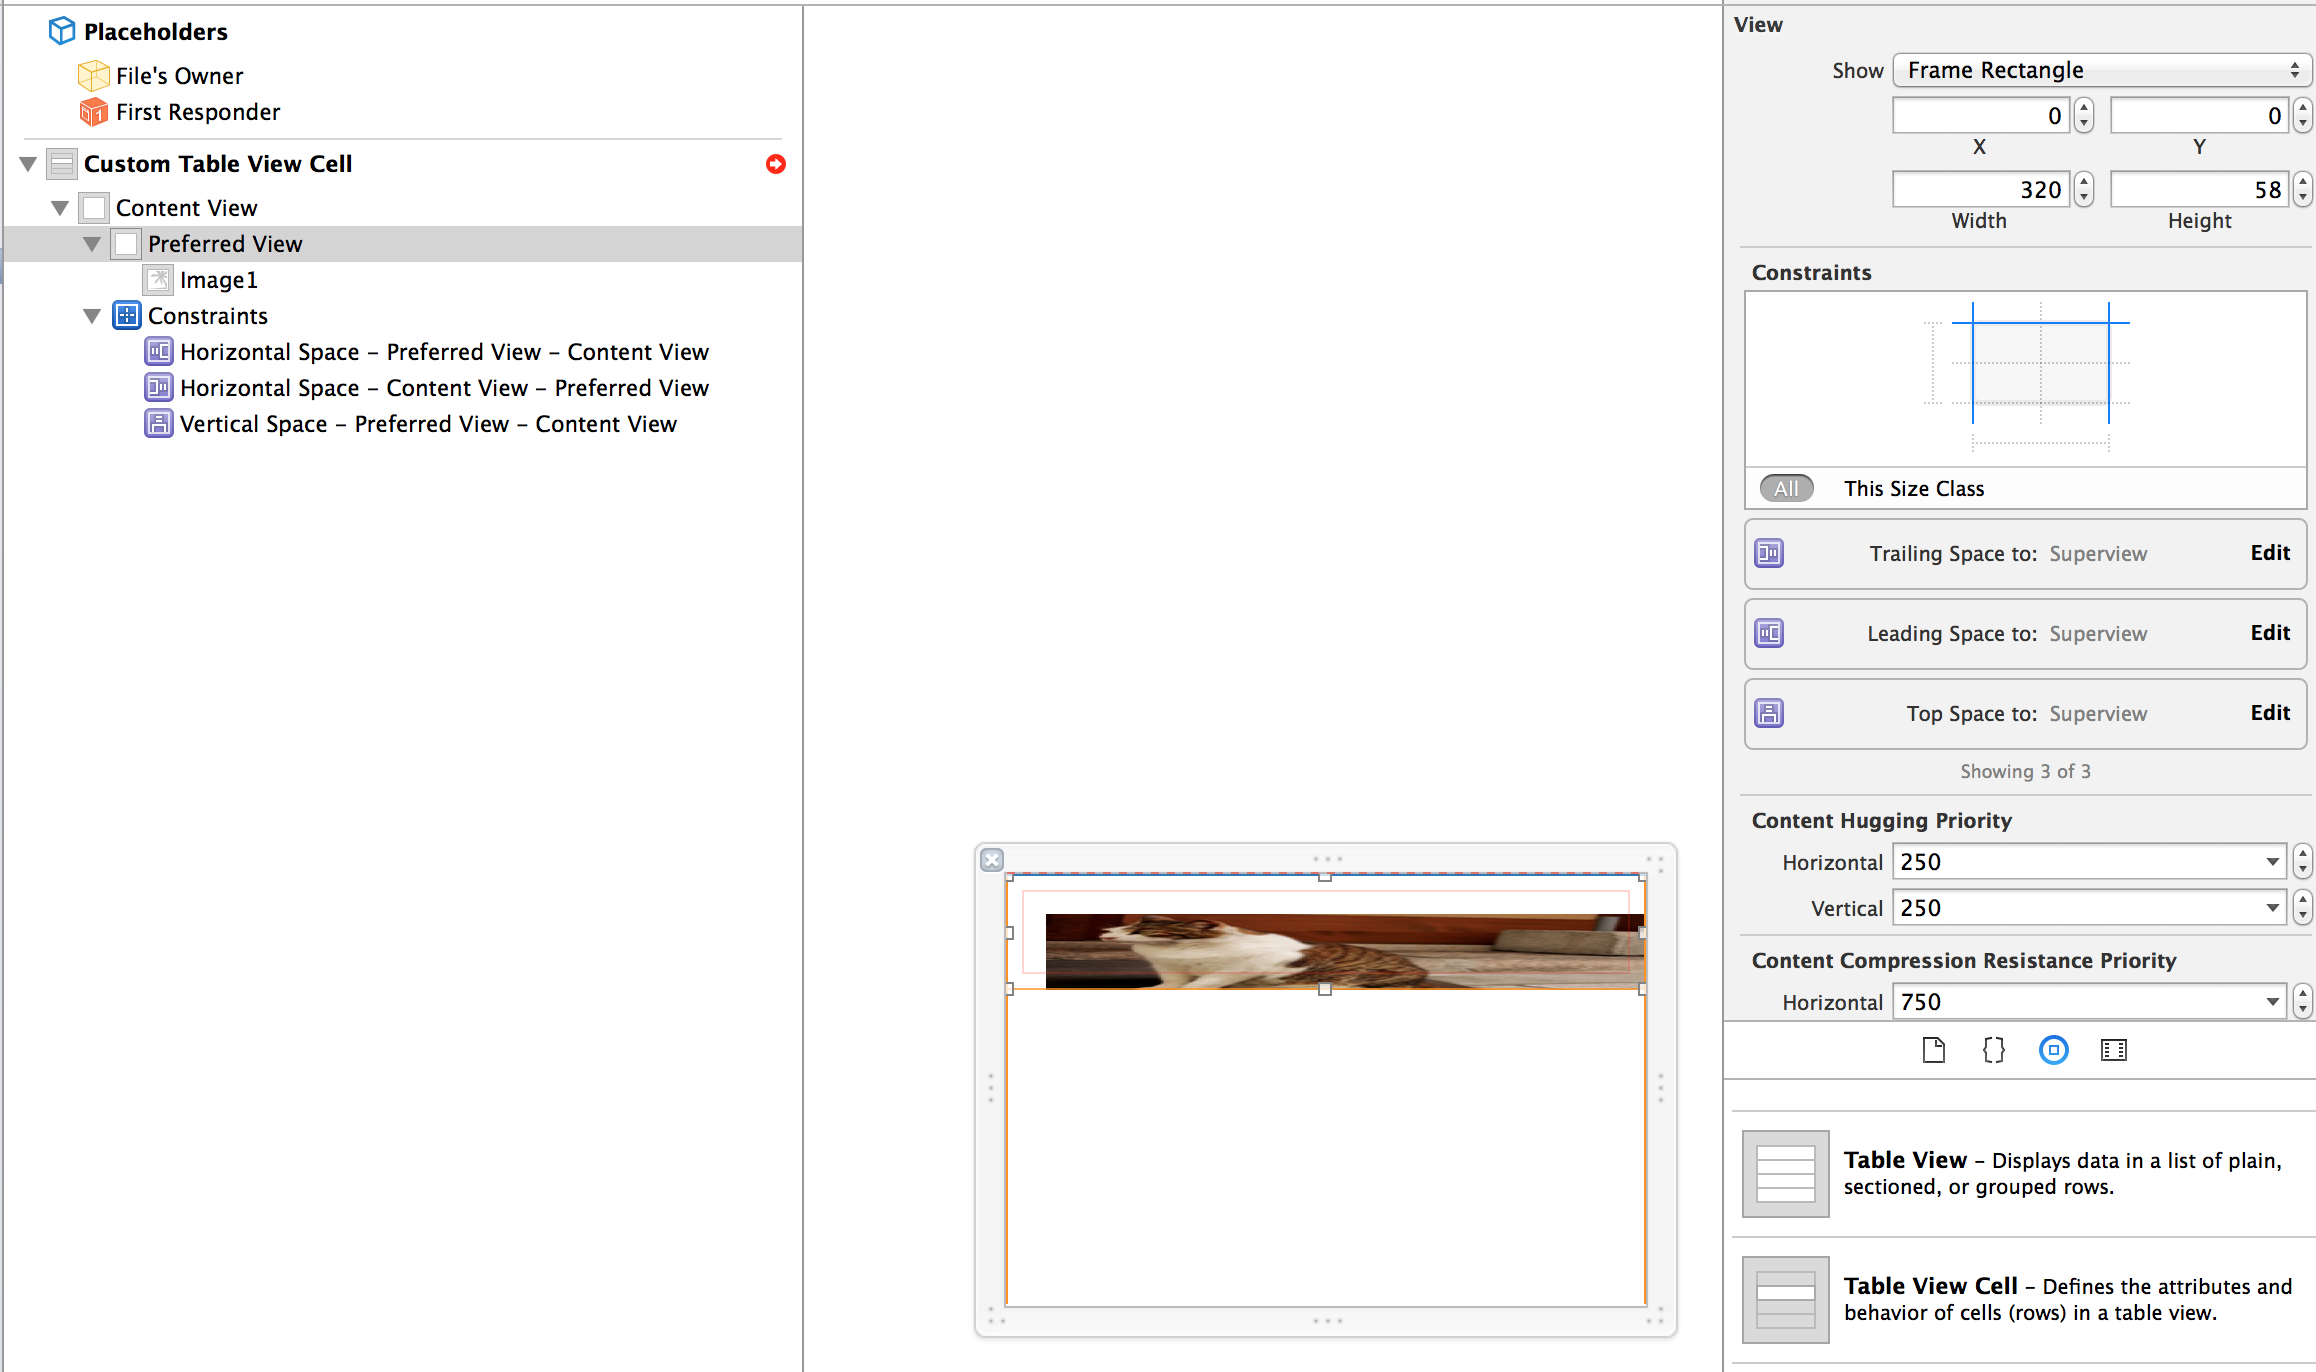 Placeholders
File's Owner
First Responder
Custom Table View Cell
Content View
Preferred View
Image1
Constraints
Horizontal Space – Preferred View – Content View
Horizontal Space – Content View – Preferred View
Vertical Space – Preferred View – Content View
View
Show Frame Rectangle
0 0
X Y
320 58
Width Height
Constraints
All This Size Class
Trailing Space to: Superview Edit
Leading Space to: Superview Edit
Top Space to: Superview Edit
Showing 3 of 3
Content Hugging Priority
Horizontal 250
Vertical 250
Content Compression Resistance Priority
Horizontal 750
Table View – Displays data in a list of plain,
sectioned, or grouped rows.
Table View Cell – Defines the attributes and
behavior of cells (rows) in a table view.